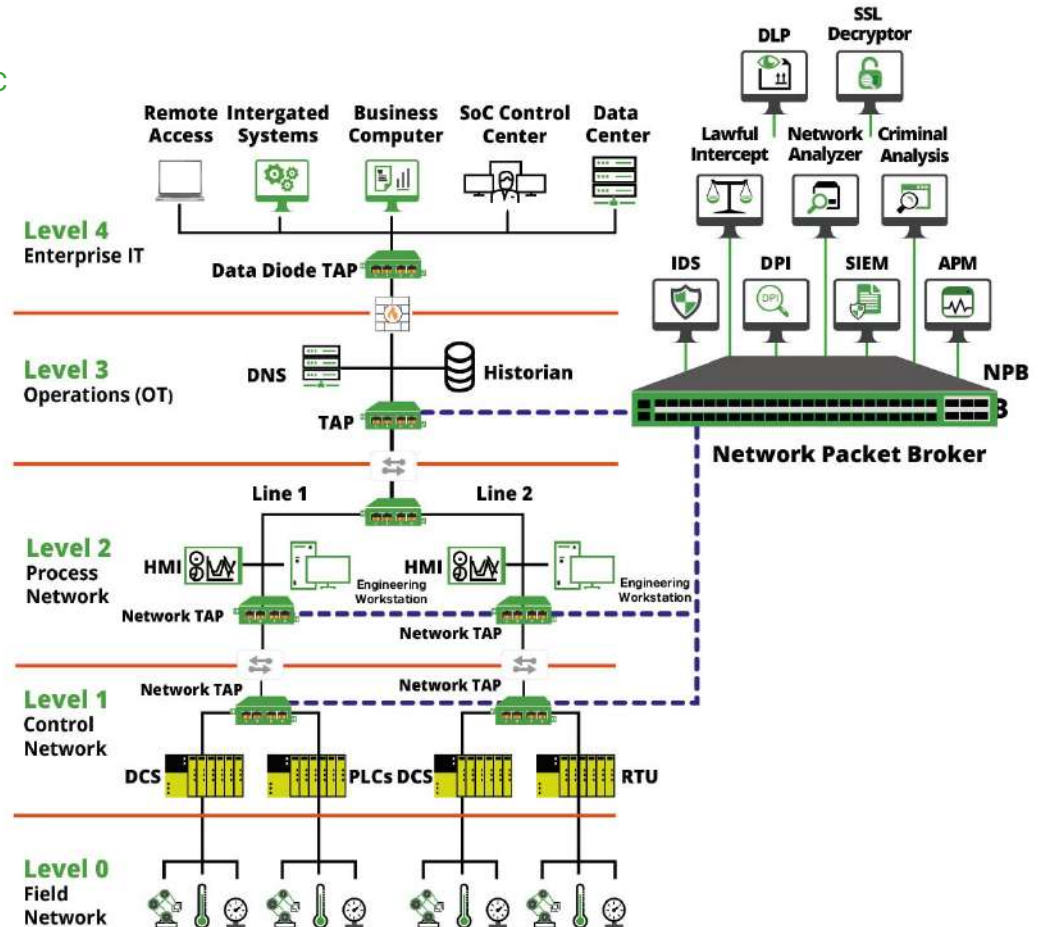 C
SSL
Decryptor
DLP
Remote
Access
Intergated
Systems
Business
Computer
SoC Control
Center
Data
Center
Lawful
Intercept
Network
Analyzer
Criminal
Analysis
Level 4
Enterprise IT
Data Diode TAP
IDS
DPI
SIEM
APM
DPI
Level 3
Operations (OT)
DNS
Historian
NPB
3
TAP
Network Packet Broker
Line 1
Line 2
Level 2
Process
Network
HMI
Engineering
Workstation
HMI
Engineering
Workstation
Network TAP
Network TAP
Level 1
Control
Network
Network TAP
Network TAP
DCS
PLCs
DCS
RTU
Level 0
Field
Network